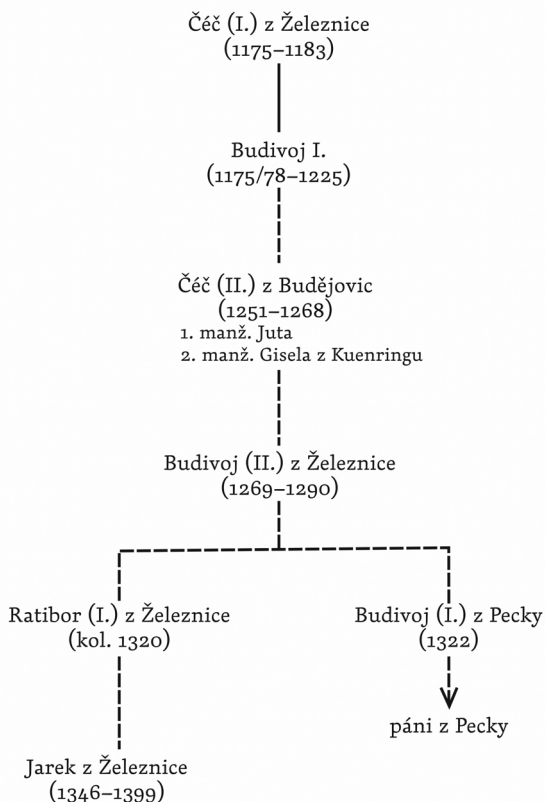 Čéč (I.) z Železnice
(1175–1183)
Budivoj I.
(1175/78–1225)
Čéč (II.) z Budějovic
(1251–1268)
1. manž. Juta
2. manž. Gisela z Kuenringu
Budivoj (II.) z Železnice
(1269–1290)
Ratibor (I.) z Železnice
(kol. 1320)
Budivoj (I.) z Pecky
(1322)
páni z Pecky
Jarek z Železnice
(1346–1399)